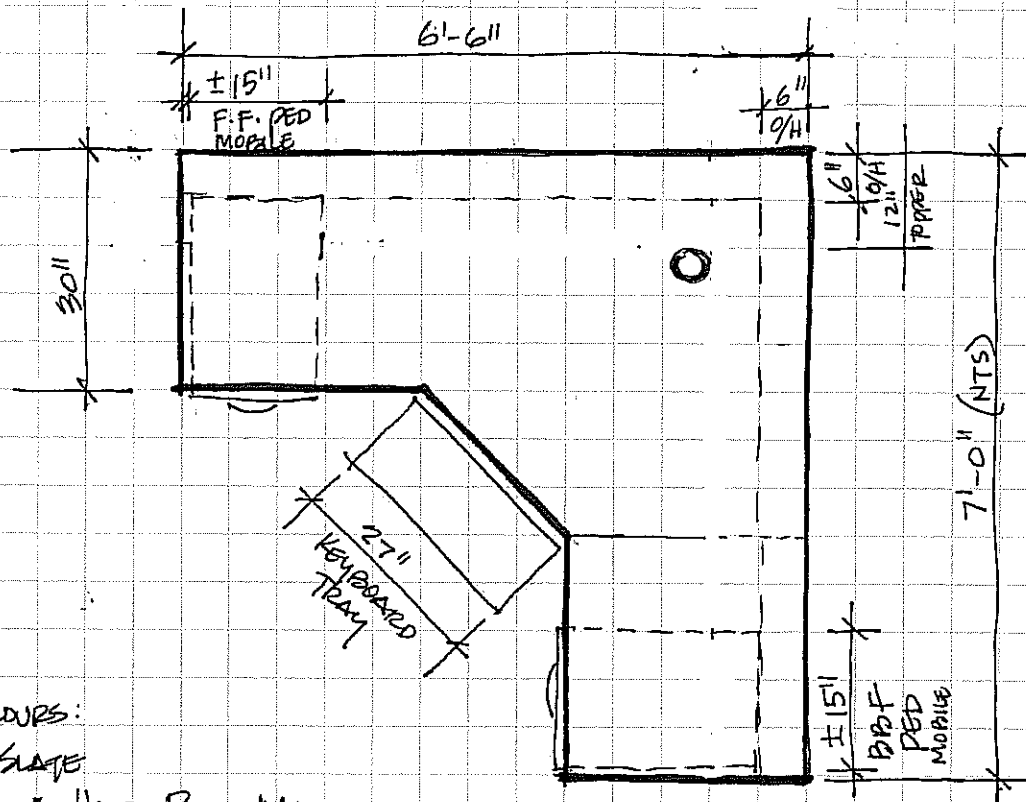 6'-6"
±15"
F.F. PED
MOBILE
6"
O/H
6"
O/H
12"
TOPPER
30"
7'-0" (NTS)
27"
KEYBOARD
TRAY
±15"
BBF
PED
MOBILE
OURS:
SLATE